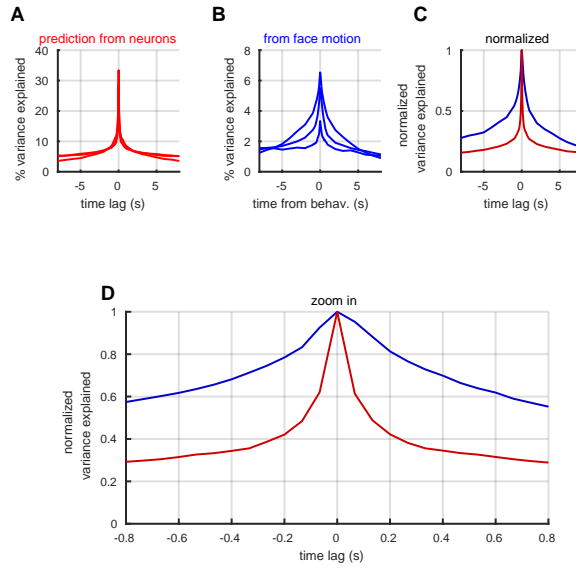 A
prediction from neurons
% variance explained
40
30
20
10
0
-5
0
5
time lag (s)
B
from face motion
% variance explained
8
6
4
2
0
-5
0
5
time from behav. (s)
C
normalized
normalized
variance explained
1
0.5
0
-5
0
5
time lag (s)
D
zoom in
normalized
variance explained
1
0.8
0.6
0.4
0.2
0
-0.8
-0.6
-0.4
-0.2
0
0.2
0.4
0.6
0.8
time lag (s)